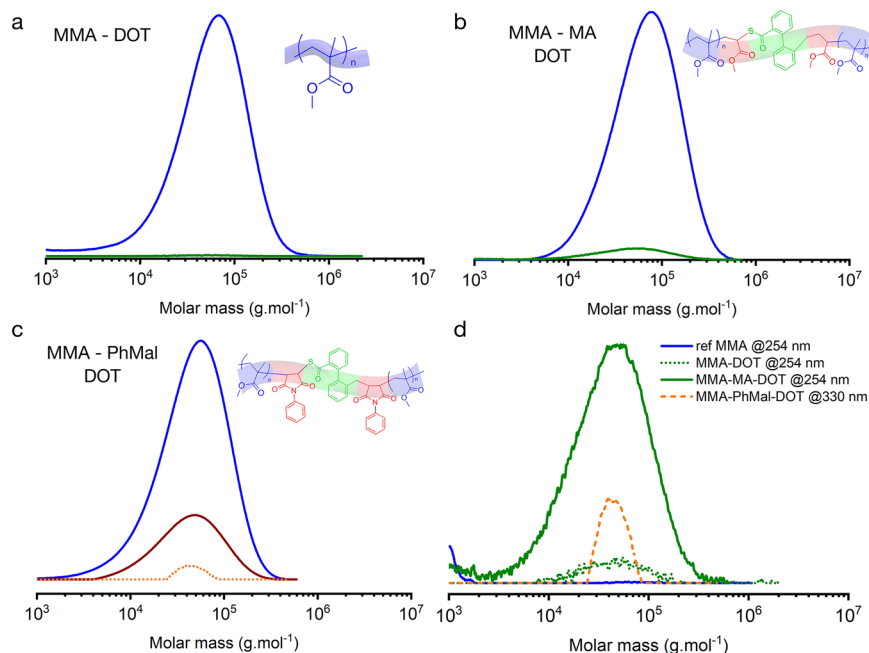 a
MMA - DOT
n
O
O
10³ 10⁴ 10⁵ 10⁶ 10⁷
Molar mass (g.mol⁻¹)
b
MMA - MA
DOT
S
O
n
n
O
O
O
O
O
O
O
O
10³ 10⁴ 10⁵ 10⁶ 10⁷
Molar mass (g.mol⁻¹)
c
MMA - PhMal
DOT
S
O
n
n
O
O
O
N
O
O
N
O
O
O
10³ 10⁴ 10⁵ 10⁶ 10⁷
Molar mass (g.mol⁻¹)
d
ref MMA @254 nm
MMA-DOT @254 nm
MMA-MA-DOT @254 nm
MMA-PhMal-DOT @330 nm
10³ 10⁴ 10⁵ 10⁶ 10⁷
Molar mass (g.mol⁻¹)